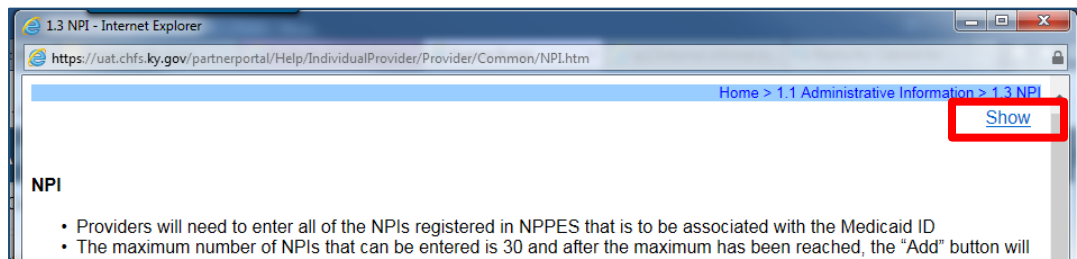 1.3 NPI - Internet Explorer
https://uat.chfs.ky.gov/partnerportal/Help/IndividualProvider/Provider/Common/NPI.htm
Home > 1.1 Administrative Information > 1.3 NPI
Show
NPI
• Providers will need to enter all of the NPIs registered in NPPES that is to be associated with the Medicaid ID
• The maximum number of NPIs that can be entered is 30 and after the maximum has been reached, the “Add” button will